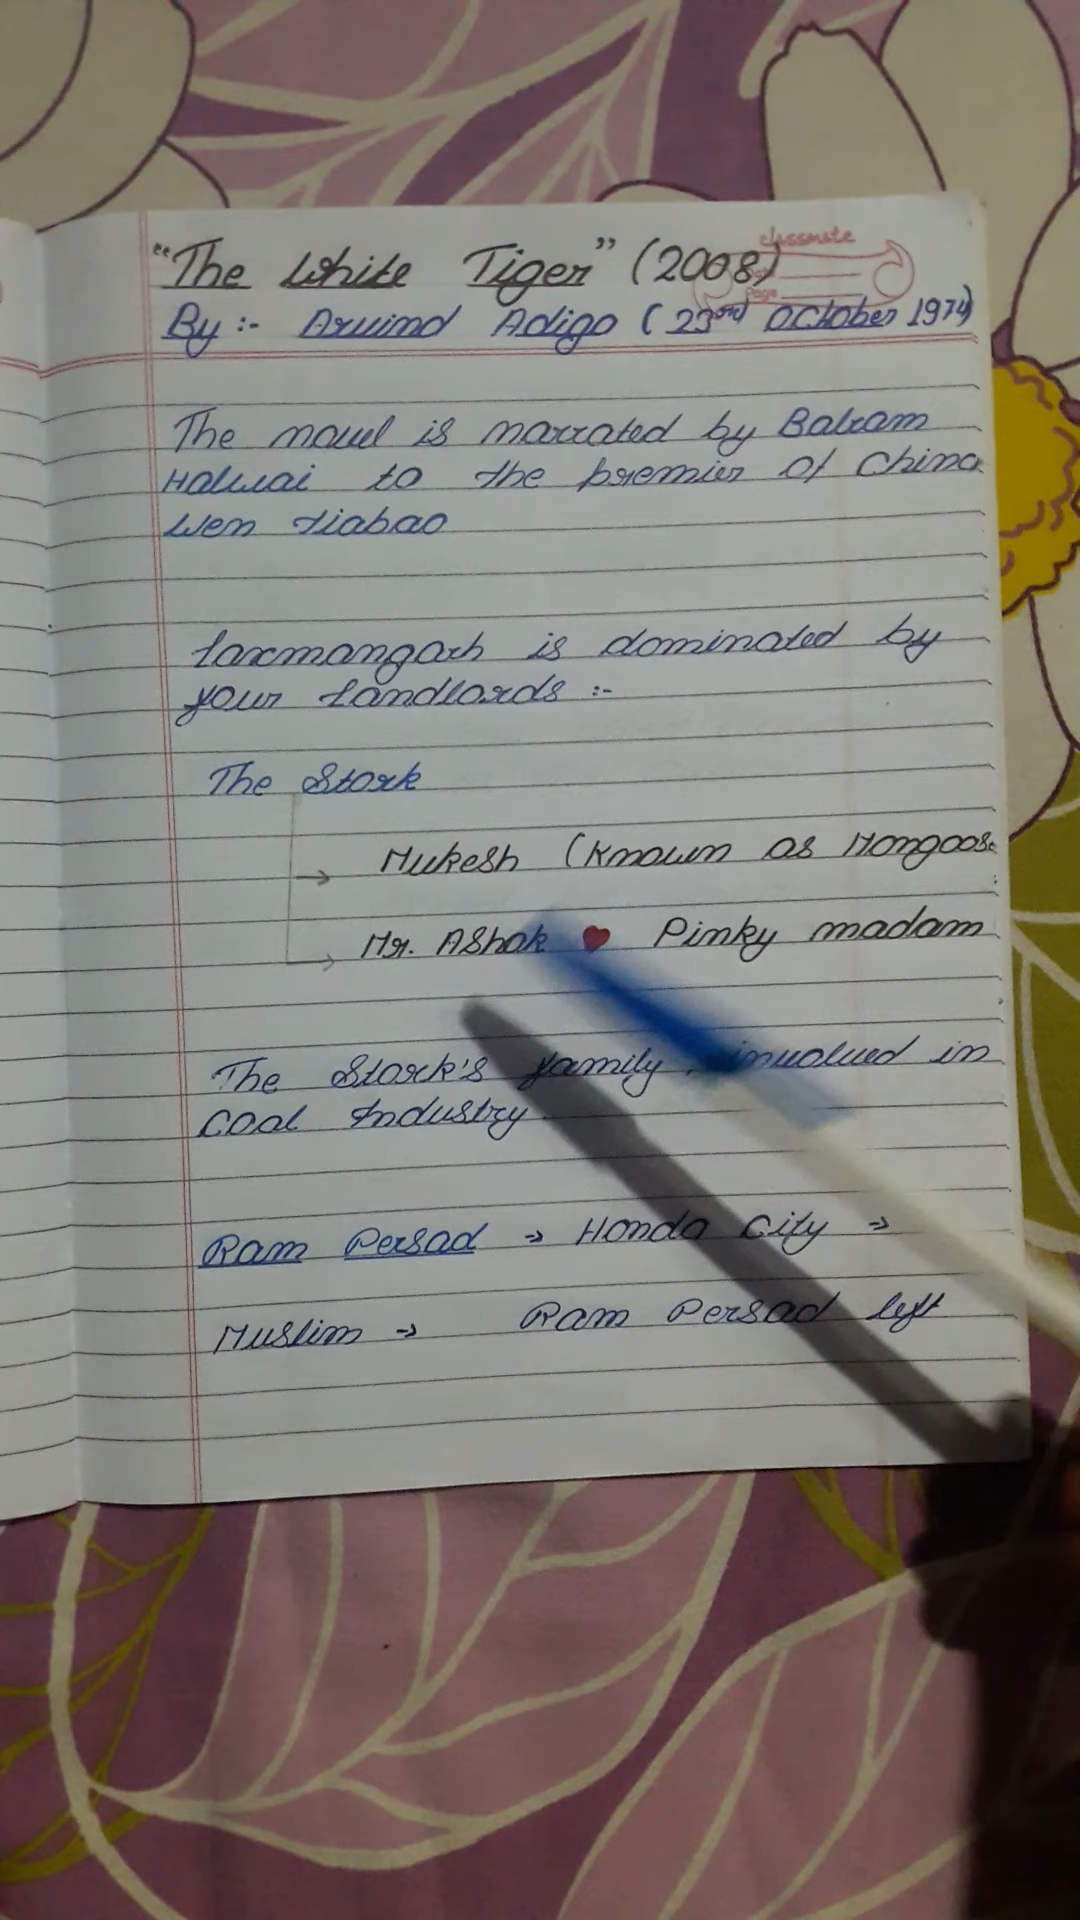 "The White Tiger" (2008)
classmate
Page
By :- Arvind Adiga (23rd October 1974)
The novel is narrated by Balram
Halwai to the premier of China
Wen Jiabao
Laxmangarh is dominated by
four Landlords :-
The Stork
→ Mukesh (Known as Mongoose
→ Mr. Ashok ♥ Pinky madam
The Stork's family involved in
Coal Industry
Ram Persad → Honda City →
Muslim → Ram Persad left